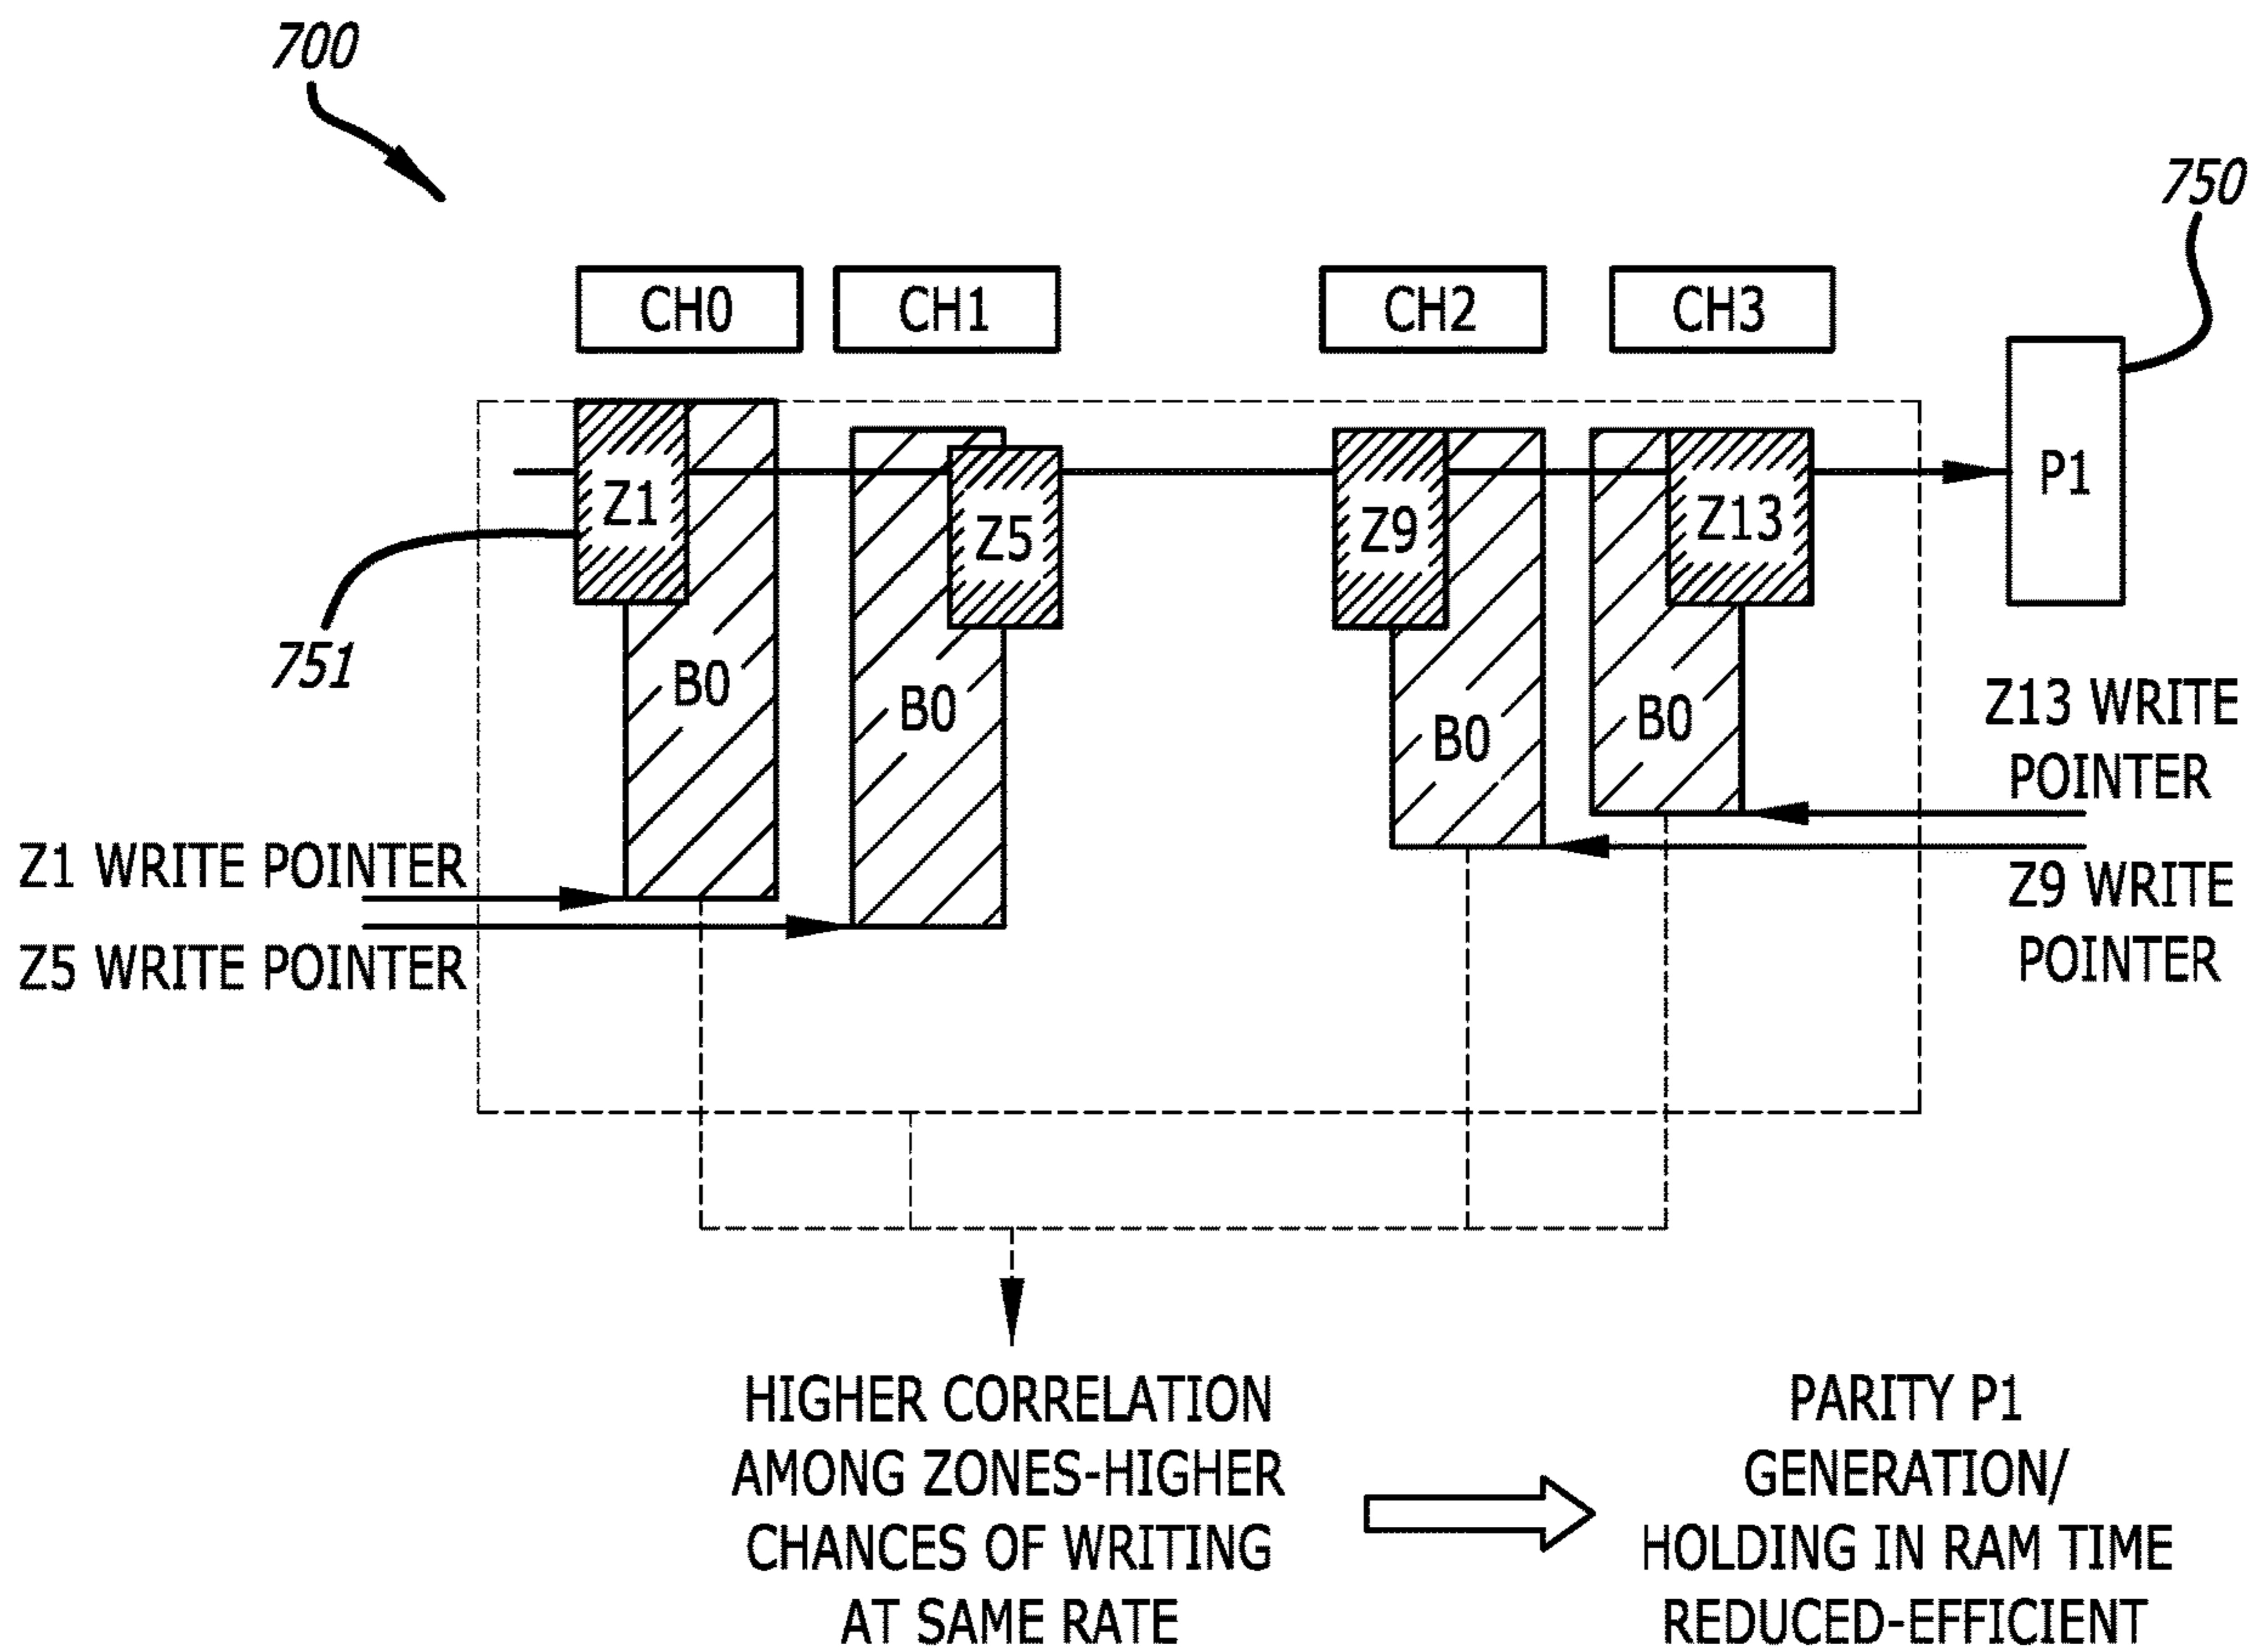 700
750
CH0
CH1
CH2
CH3
Z1
Z5
Z9
Z13
P1
751
B0
B0
B0
B0
Z13 WRITE
POINTER
Z1 WRITE POINTER
Z9 WRITE
POINTER
Z5 WRITE POINTER
HIGHER CORRELATION
AMONG ZONES-HIGHER
CHANCES OF WRITING
AT SAME RATE
PARITY P1
GENERATION/
HOLDING IN RAM TIME
REDUCED-EFFICIENT